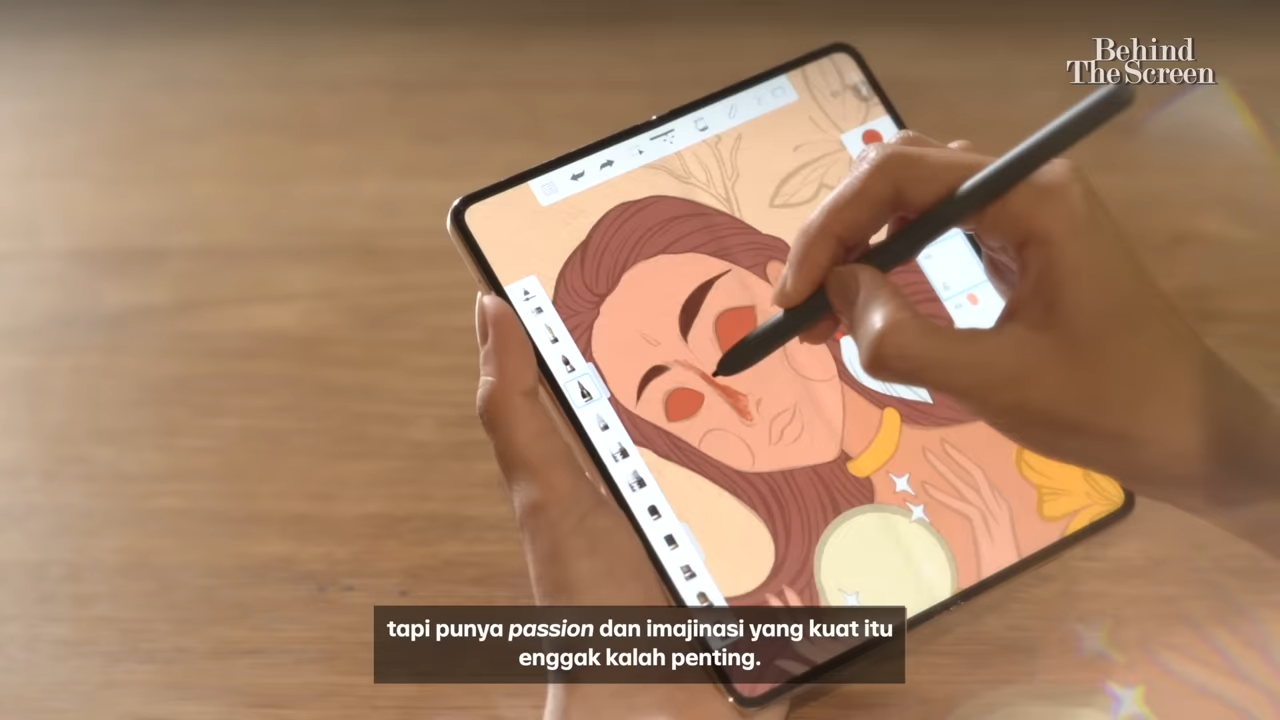 Behind
The Screen
tapi punya passion dan imajinasi yang kuat itu
enggak kalah penting.